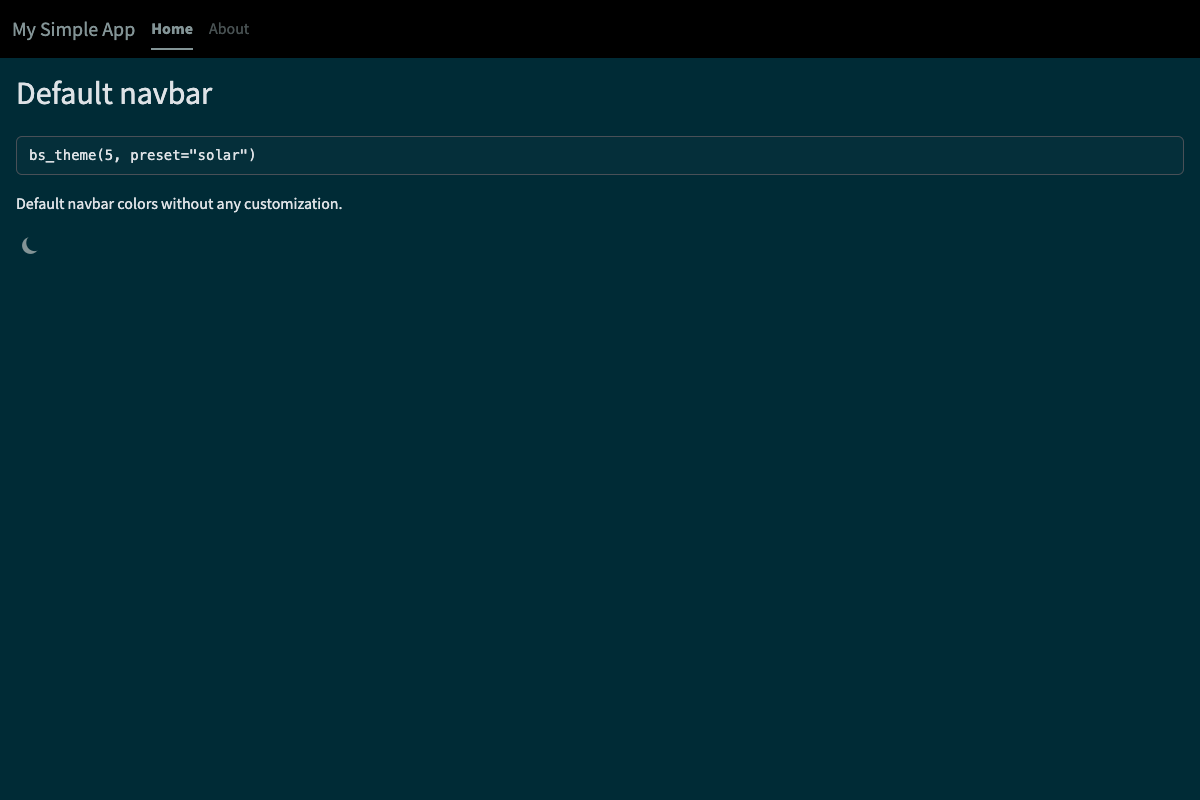 My Simple App Home About
Default navbar
bs_theme(5, preset="solar")
Default navbar colors without any customization.